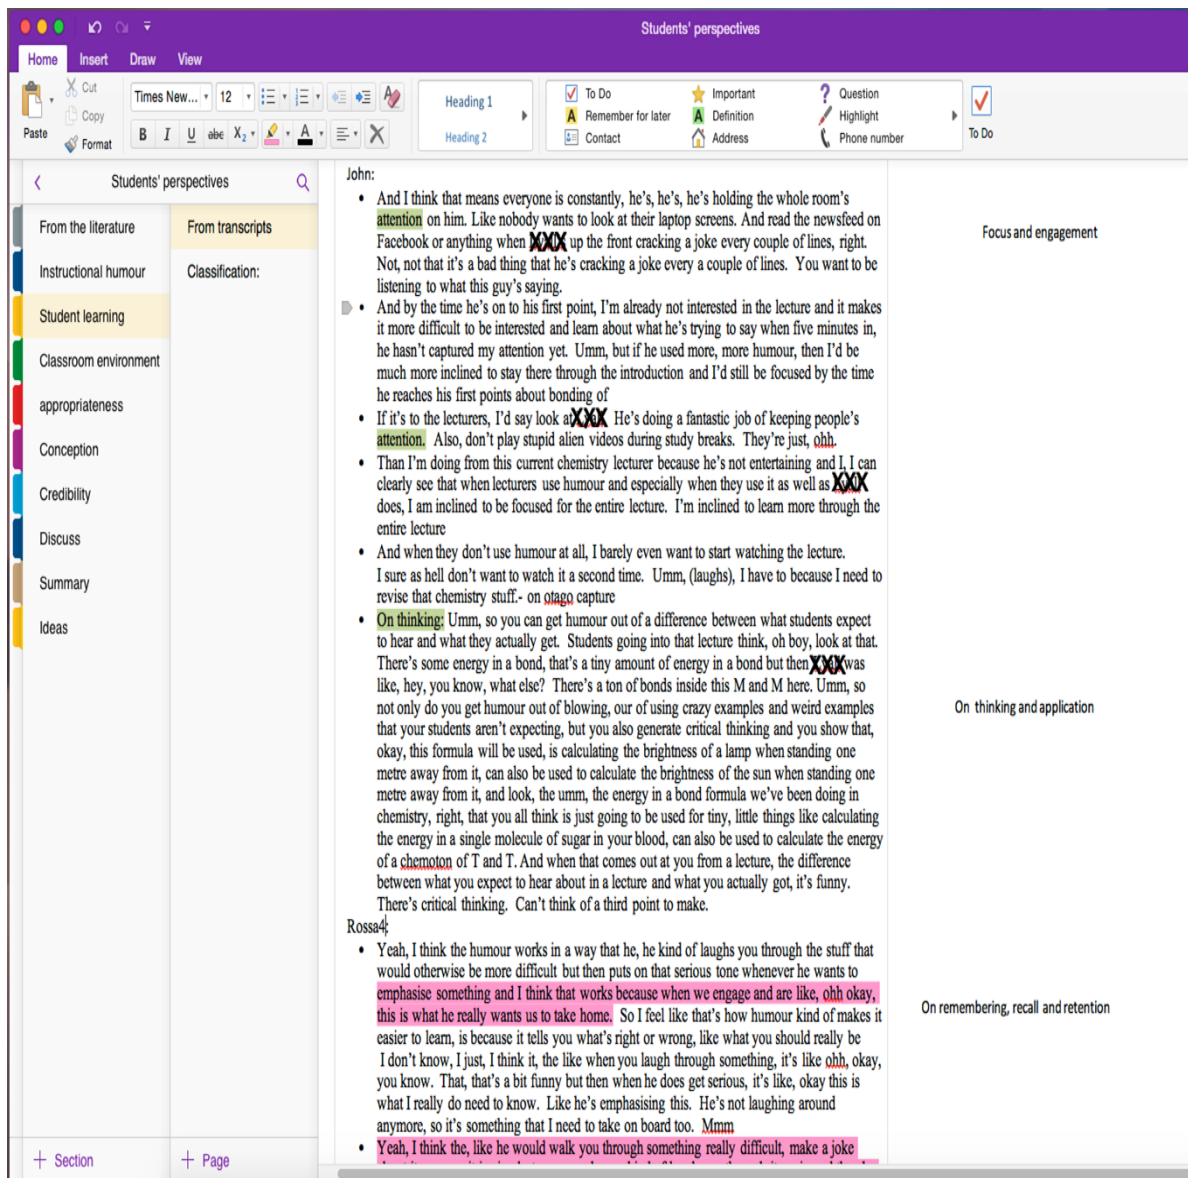 Students' perspectives
Home Insert Draw View
Paste
Cut
Copy
Format
Times New... 12
B I U abc X2 A
Heading 1
Heading 2
To Do
Remember for later
Contact
Important
Definition
Address
Question
Highlight
Phone number
To Do
Students' perspectives
From the literature
Instructional humour
Student learning
Classroom environment
appropriateness
Conception
Credibility
Discuss
Summary
Ideas
+ Section
From transcripts
Classification:
+ Page
John:
• And I think that means everyone is constantly, he's, he's, he's holding the whole room's
attention on him. Like nobody wants to look at their laptop screens. And read the newsfeed on
Facebook or anything when XXX up the front cracking a joke every couple of lines, right.
Not, not that it's a bad thing that he's cracking a joke every a couple of lines. You want to be
listening to what this guy's saying.
• And by the time he's on to his first point, I'm already not interested in the lecture and it makes
it more difficult to be interested and learn about what he's trying to say when five minutes in,
he hasn't captured my attention yet. Umm, but if he used more, more humour, then I'd be
much more inclined to stay there through the introduction and I'd still be focused by the time
he reaches his first points about bonding of
• If it's to the lecturers, I'd say look at XXX He's doing a fantastic job of keeping people's
attention. Also, don't play stupid alien videos during study breaks. They're just, ohh.
• Than I'm doing from this current chemistry lecturer because he's not entertaining and I, I can
clearly see that when lecturers use humour and especially when they use it as well as XXX
does, I am inclined to be focused for the entire lecture. I'm inclined to learn more through the
entire lecture
• And when they don't use humour at all, I barely even want to start watching the lecture.
I sure as hell don't want to watch it a second time. Umm, (laughs), I have to because I need to
revise that chemistry stuff.- on otago capture
• On thinking: Umm, so you can get humour out of a difference between what students expect
to hear and what they actually get. Students going into that lecture think, oh boy, look at that.
There's some energy in a bond, that's a tiny amount of energy in a bond but then XXX was
like, hey, you know, what else? There's a ton of bonds inside this M and M here. Umm, so
not only do you get humour out of blowing, our of using crazy examples and weird examples
that your students aren't expecting, but you also generate critical thinking and you show that,
okay, this formula will be used, is calculating the brightness of a lamp when standing one
metre away from it, can also be used to calculate the brightness of the sun when standing one
metre away from it, and look, the umm, the energy in a bond formula we've been doing in
chemistry, right, that you all think is just going to be used for tiny, little things like calculating
the energy in a single molecule of sugar in your blood, can also be used to calculate the energy
of a chemoton of T and T. And when that comes out at you from a lecture, the difference
between what you expect to hear about in a lecture and what you actually got, it's funny.
There's critical thinking. Can't think of a third point to make.
Rossa4:
• Yeah, I think the humour works in a way that he, he kind of laughs you through the stuff that
would otherwise be more difficult but then puts on that serious tone whenever he wants to
emphasise something and I think that works because when we engage and are like, ohh okay,
this is what he really wants us to take home. So I feel like that's how humour kind of makes it
easier to learn, is because it tells you what's right or wrong, like what you should really be
I don't know, I just, I think it, the like when you laugh through something, it's like ohh, okay,
you know. That, that's a bit funny but then when he does get serious, it's like, okay this is
what I really do need to know. Like he's emphasising this. He's not laughing around
anymore, so it's something that I need to take on board too. Mmm
• Yeah, I think the, like he would walk you through something really difficult, make a joke
Focus and engagement
On thinking and application
On remembering, recall and retention